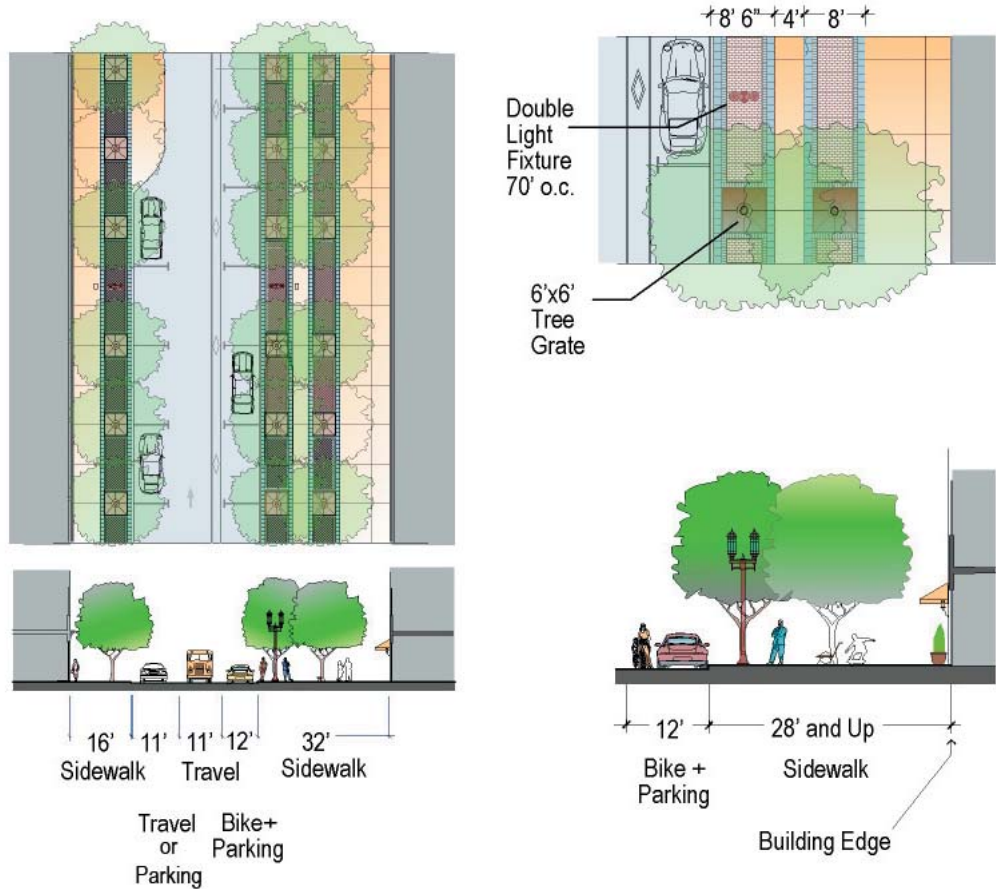 8' 6" 4' 8'
Double
Light
Fixture
70' o.c.
6'x6'
Tree
Grate
16' 11' 11' 12' 32'
Sidewalk Travel Sidewalk
Travel
or
Parking
Bike+
Parking
12' 28' and Up
Bike +
Parking
Sidewalk
Building Edge